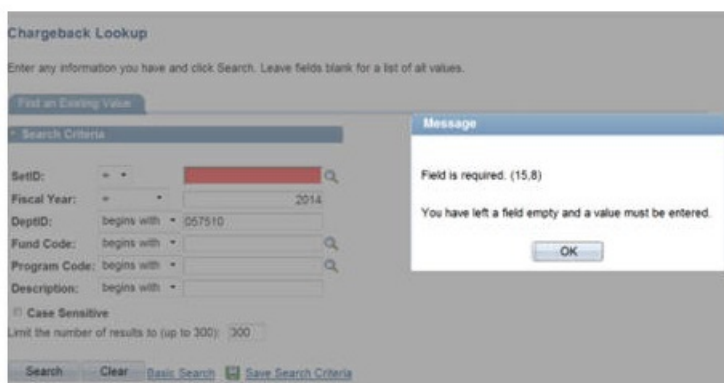 Chargeback Lookup
Enter any information you have and click Search. Leave fields blank for a list of all values.
Find an Existing Value
Search Criteria
SetID: =
Fiscal Year: = 2014
DeptID: begins with 057510
Fund Code: begins with
Program Code: begins with
Description: begins with
Case Sensitive
Limit the number of results to (up to 300): 300
Search Clear Basic Search Save Search Criteria
Message
Field is required. (15,8)
You have left a field empty and a value must be entered.
OK